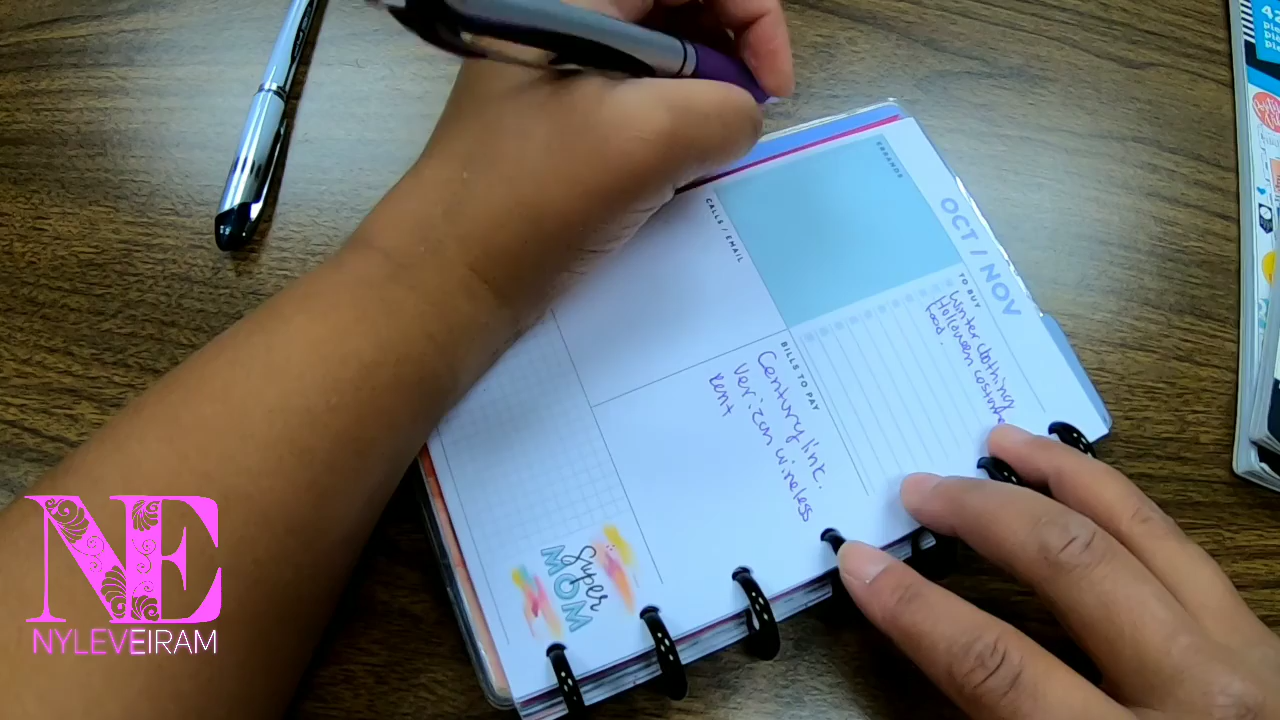 OCT / NOV
ERRANDS
TO BUY
Winter clothing
Halloween costume
food.
CALLS / EMAIL
BILLS TO PAY
Century link.
Verizon wireless
Rent
super
MOM
NE
NYLEVEIRAM